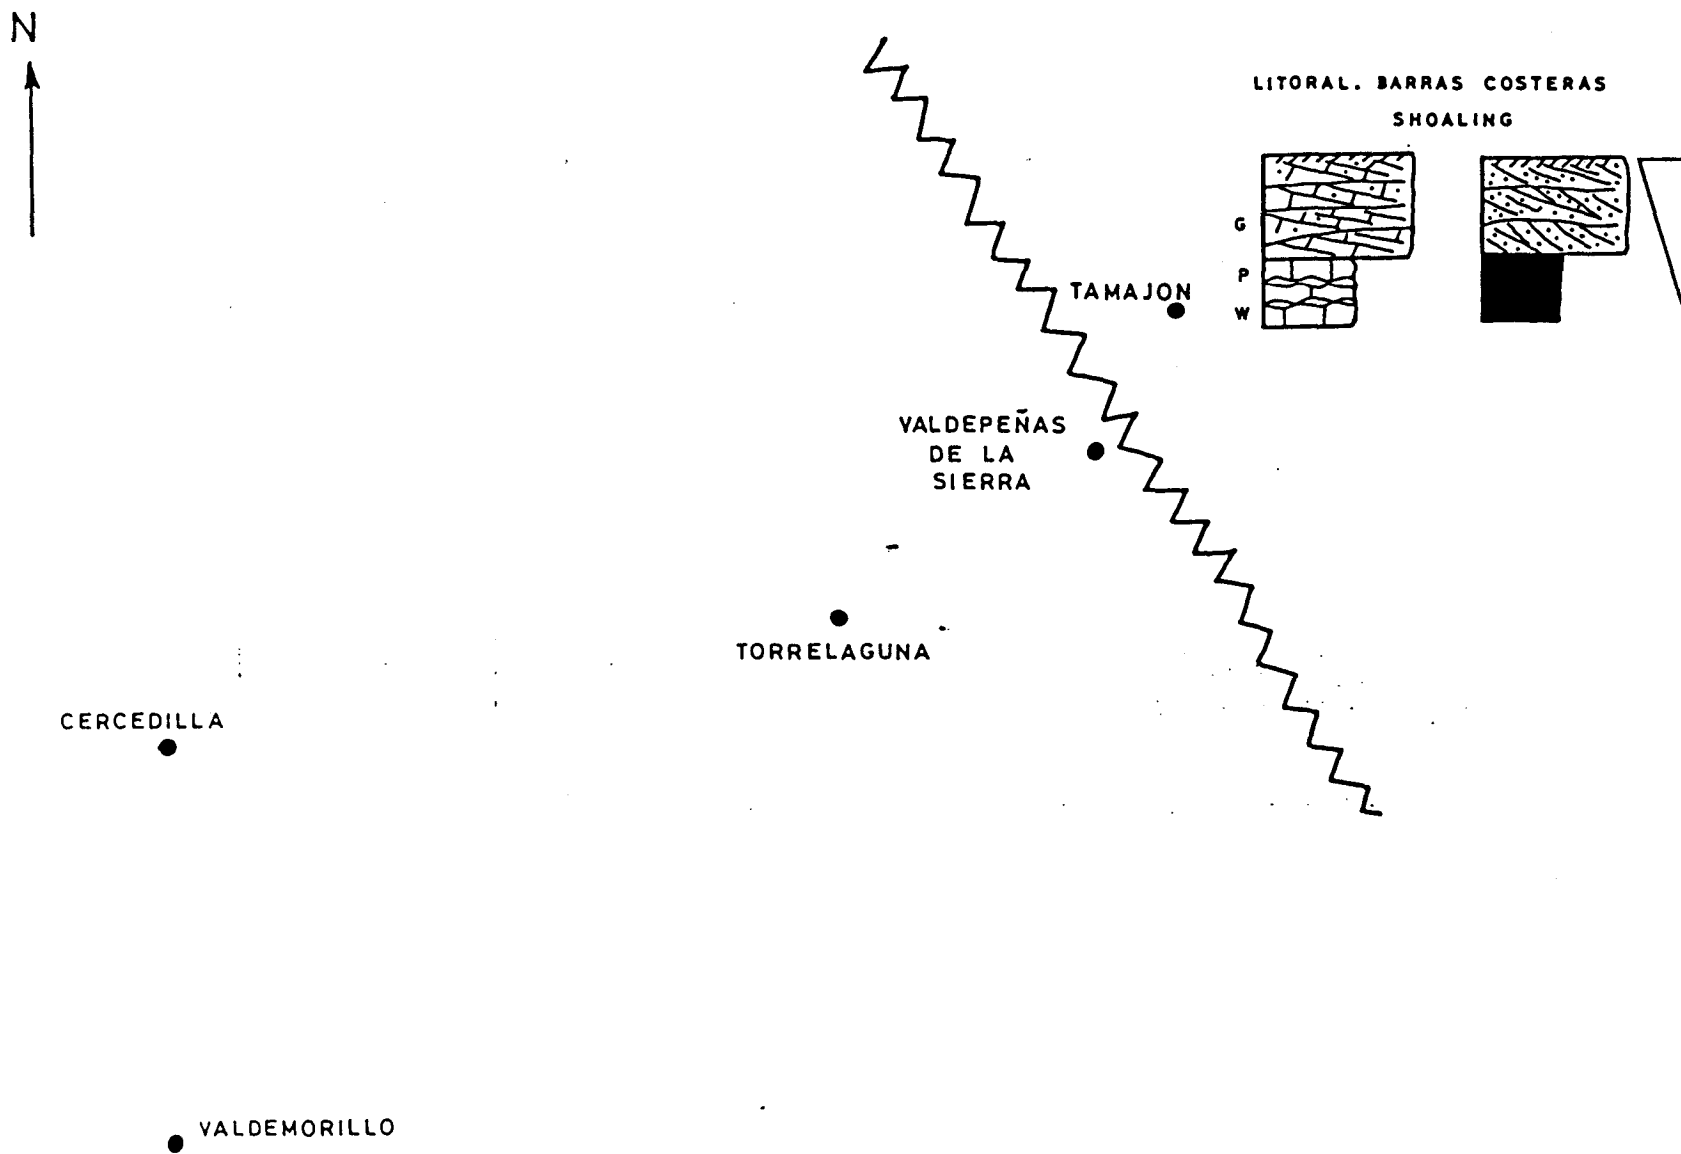 N
LITORAL. BARRAS COSTERAS
SHOALING
G
P
W
TAMAJON
VALDEPEÑAS
DE LA
SIERRA
TORRELAGUNA
CERCEDILLA
VALDEMORILLO